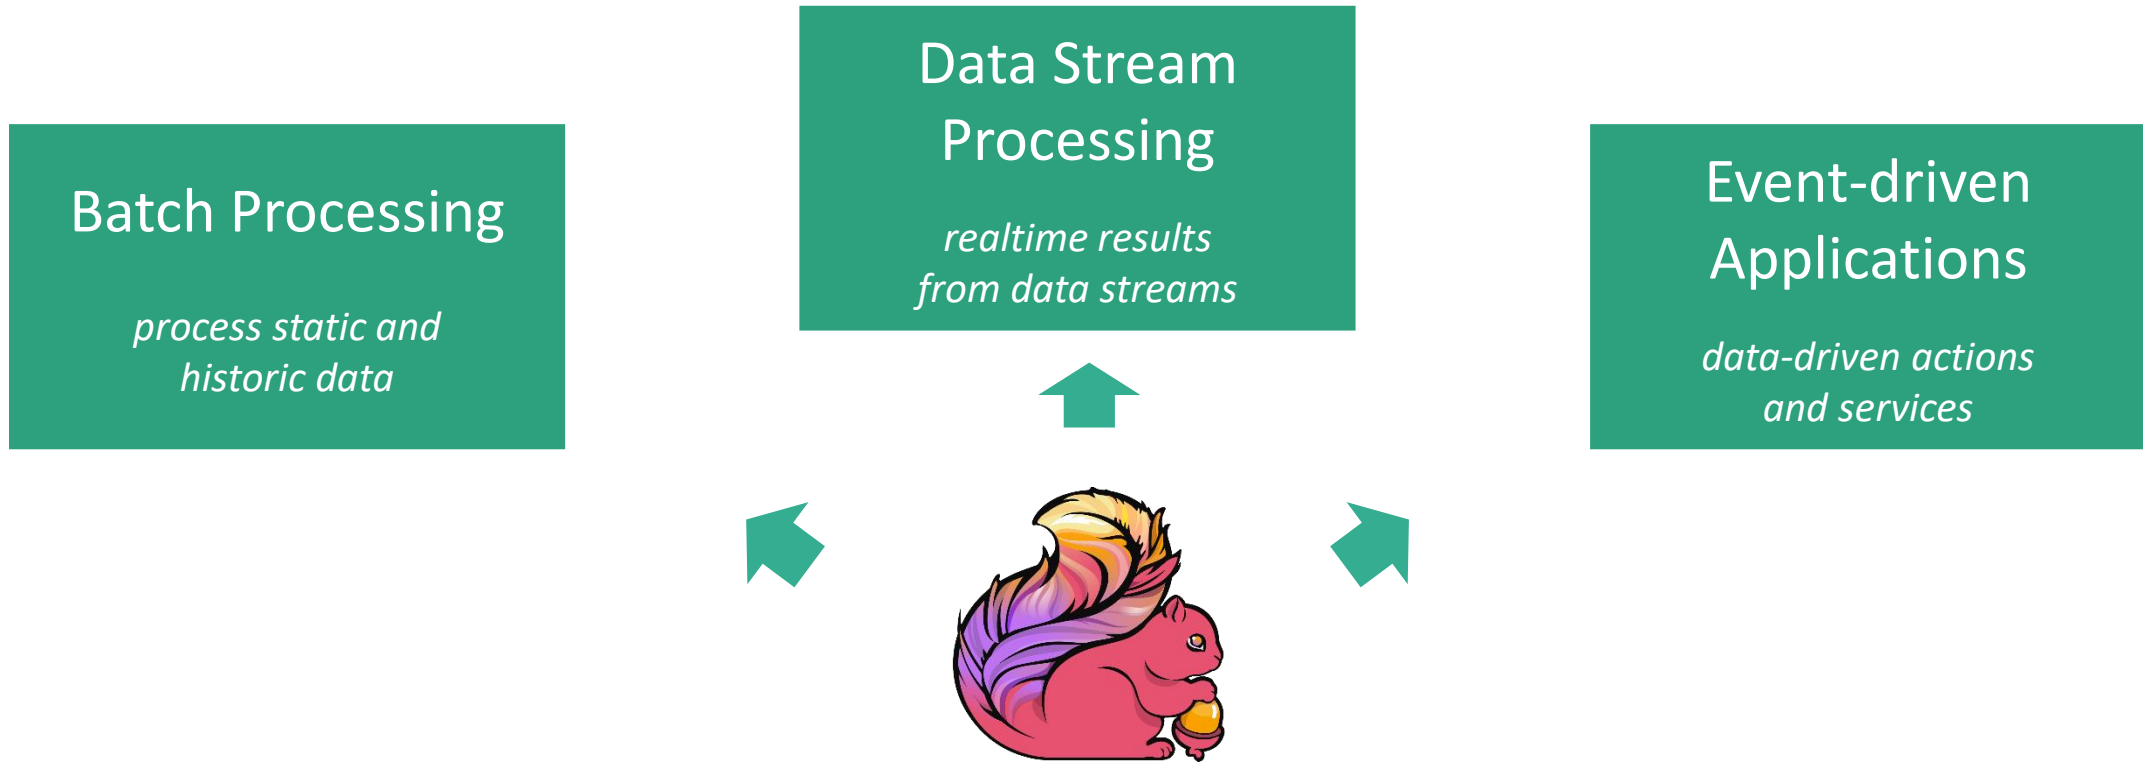 Batch Processing
process static and
historic data
Data Stream
Processing
realtime results
from data streams
Event-driven
Applications
data-driven actions
and services